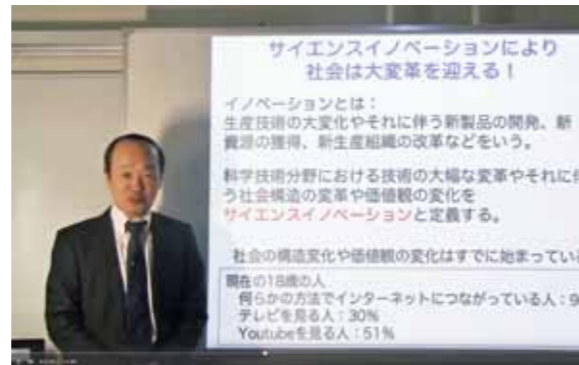 サイエンスイノベーションにより
社会は大変革を迎える！
イノベーションとは：
生産技術の大変化やそれに伴う新製品の開発、新
資源の獲得、新生産組織の改革などをいう。
科学技術分野における技術の大幅な変革やそれに伴
う社会構造の変革や価値観の変化を
サイエンスイノベーションと定義する。
社会の構造変化や価値観の変化はすでに始まっている
現在の18歳の人
何らかの方法でインターネットにつながっている人：9
テレビを見る人：30%
Youtubeを見る人：51%